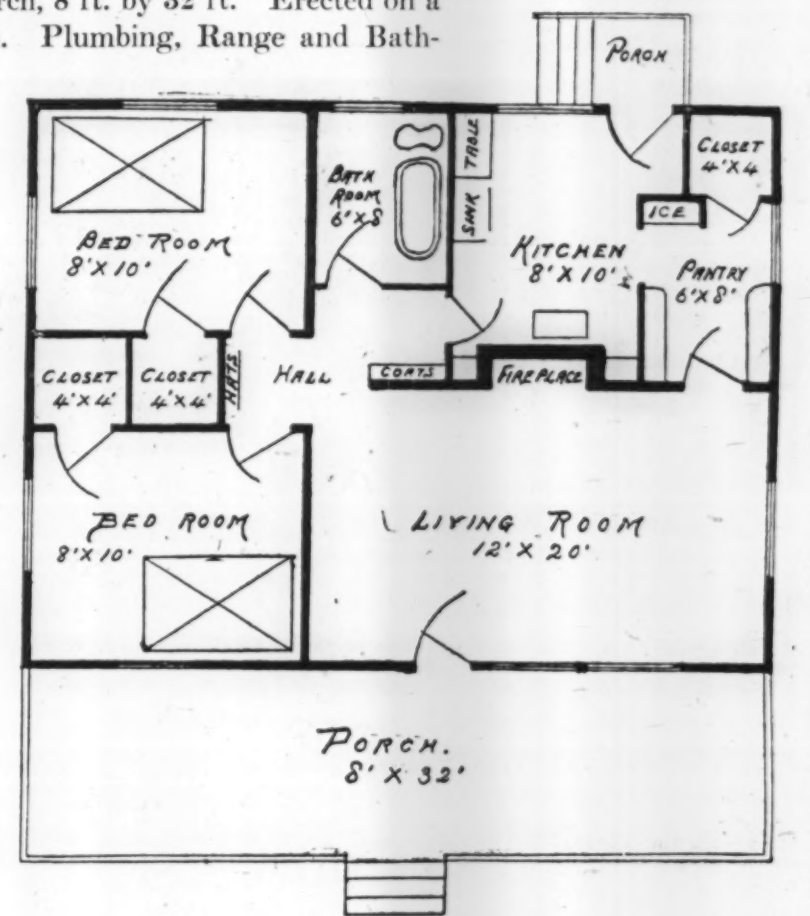 rch, 8 ft. by 32 ft. Erected on a
. Plumbing, Range and Bath-
PORCH
CLOSET
4'X4
TABLE
BATH
ROOM
6'X8
SINK
ICE
BED ROOM
8'X10'
KITCHEN
8'X10'
PANTRY
6'X8'
CLOSET
4'X4'
CLOSET
4'X4'
HATS
HALL
COATS
FIREPLACE
BED ROOM
8'X10'
LIVING ROOM
12'X20'
PORCH.
8' X 32'